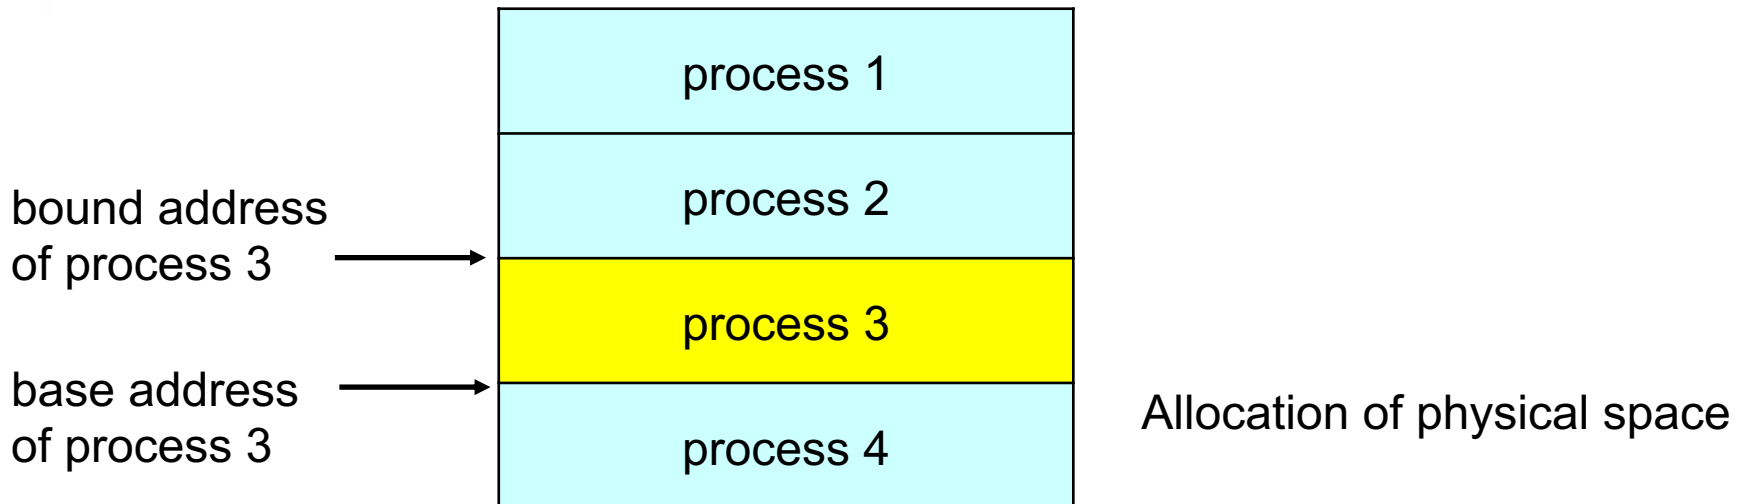 process 1
process 2
bound address
of process 3
process 3
base address
of process 3
Allocation of physical space
process 4